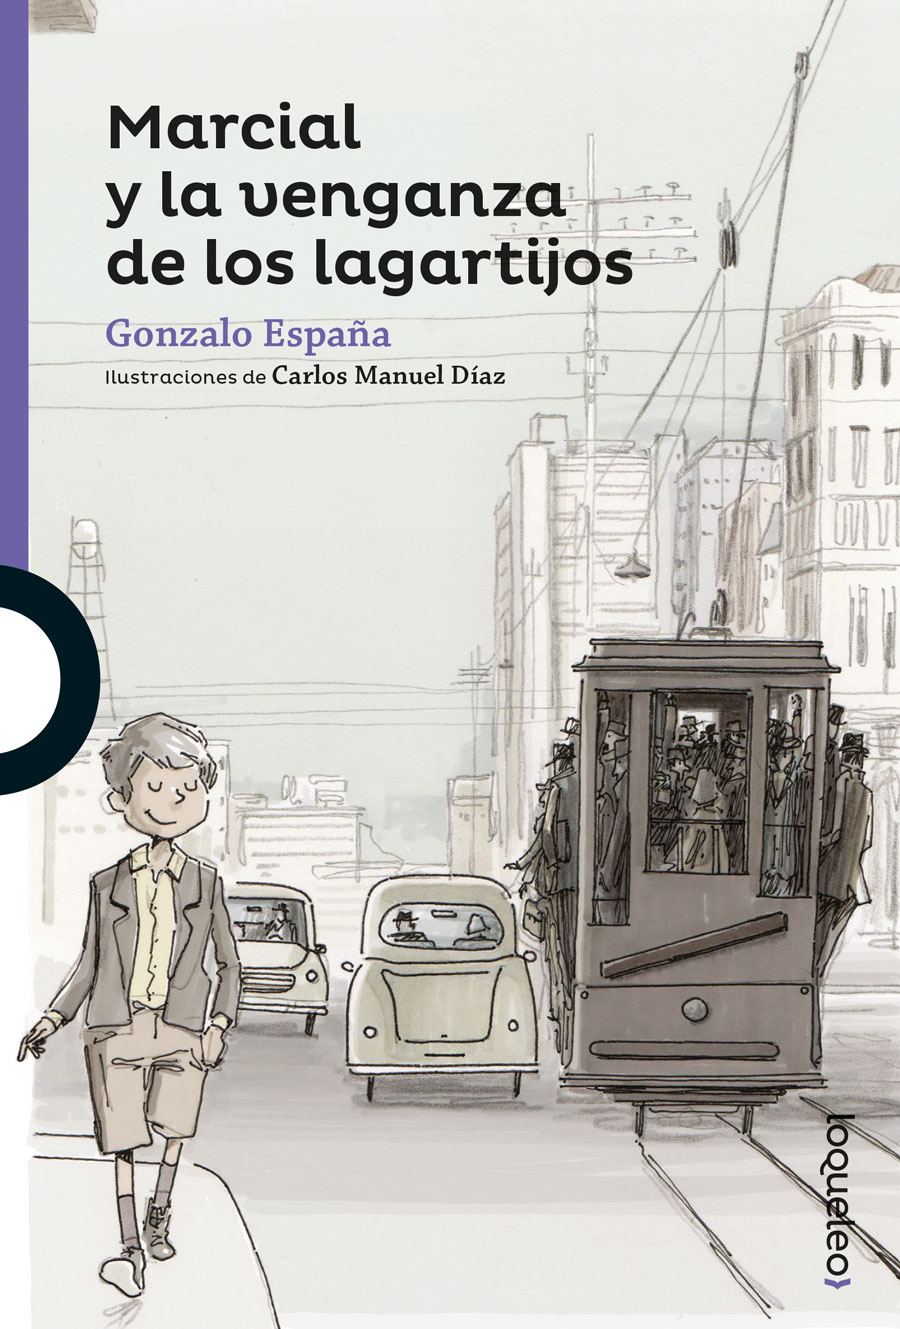 Marcial
y la venganza
de los lagartijos
Gonzalo España
Ilustraciones de Carlos Manuel Díaz
loqueleo